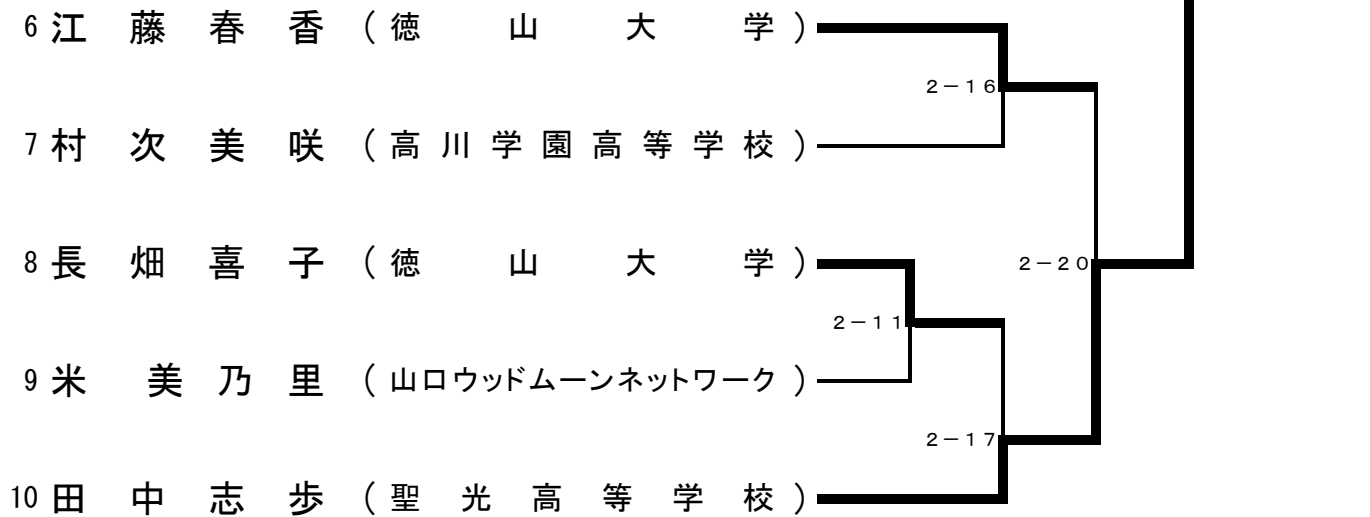 6 江藤春香 (徳山大学)
2－16
7 村次美咲 (高川学園高等学校)
8 長畑喜子 (徳山大学)
2－20
2－11
9 米 美乃里 (山口ウッドムーンネットワーク)
2－17
10 田中志歩 (聖光高等学校)